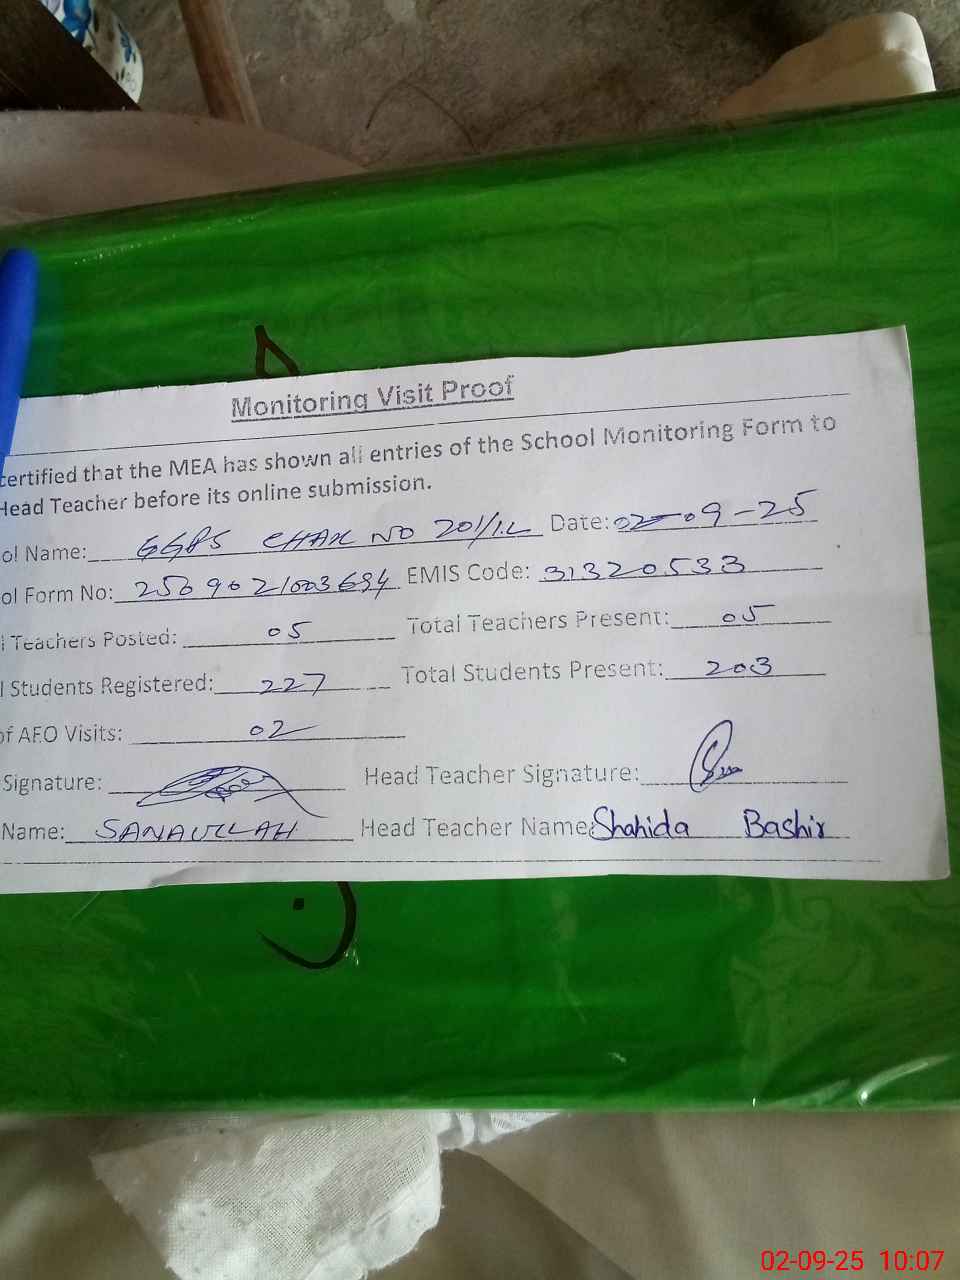 Monitoring Visit Proof
certified that the MEA has shown all entries of the School Monitoring Form to
Head Teacher before its online submission.
ol Name: GGPS CHAK NO 201/1.L Date: 02-09-25
ol Form No: 2509021003694 EMIS Code: 31320533
l Teachers Posted: 05 Total Teachers Present: 05
l Students Registered: 227 Total Students Present: 203
of AEO Visits: 02
Signature: Head Teacher Signature:
Name: SANAULLAH Head Teacher Name: Shahida Bashir
02-09-25 10:07